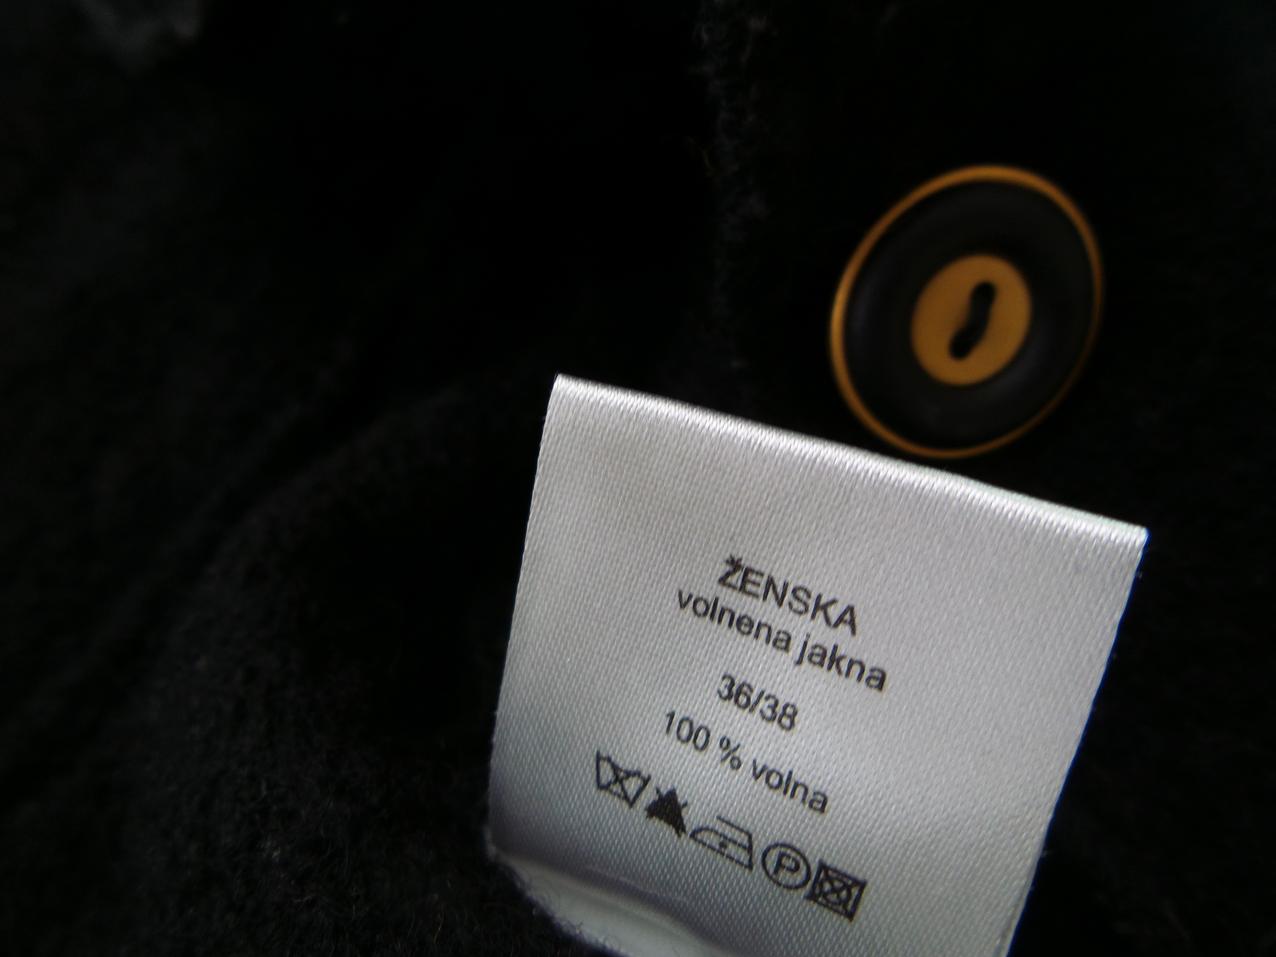 ŽENSKA
volnena jakna
36/38
100 % volna
P